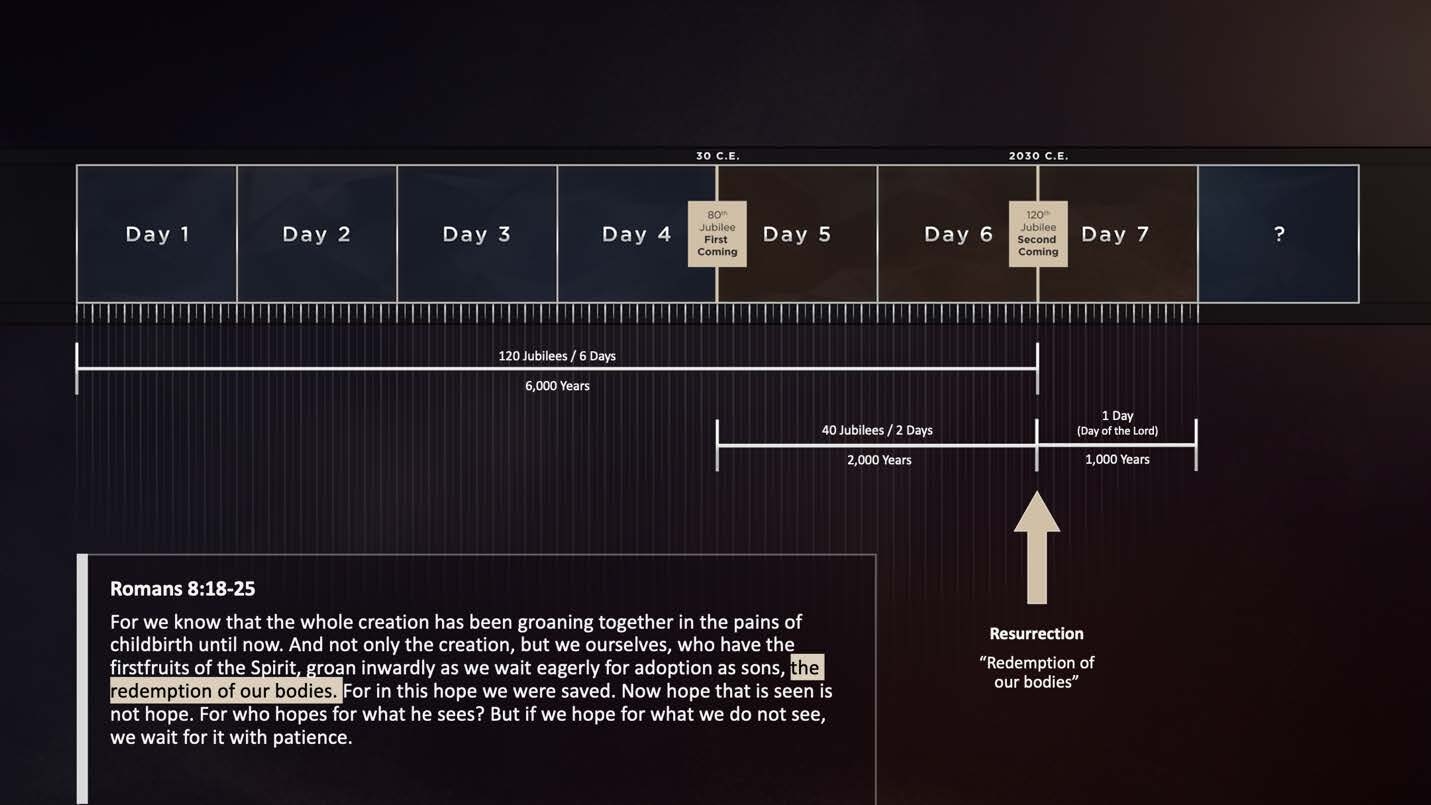 30 C.E.
2030 C.E.
Day 1
Day 2
Day 3
Day 4
80th
Jubilee
First
Coming
Day 5
Day 6
120th
Jubilee
Second
Coming
Day 7
?
120 Jubilees / 6 Days
6,000 Years
40 Jubilees / 2 Days
2,000 Years
1 Day
(Day of the Lord)
1,000 Years
Resurrection
“Redemption of
our bodies”
Romans 8:18-25
For we know that the whole creation has been groaning together in the pains of
childbirth until now. And not only the creation, but we ourselves, who have the
firstfruits of the Spirit, groan inwardly as we wait eagerly for adoption as sons, the
redemption of our bodies. For in this hope we were saved. Now hope that is seen is
not hope. For who hopes for what he sees? But if we hope for what we do not see,
we wait for it with patience.